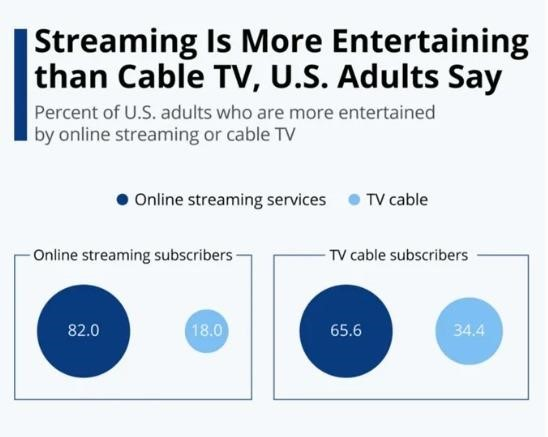 Streaming Is More Entertaining
than Cable TV, U.S. Adults Say
Percent of U.S. adults who are more entertained
by online streaming or cable TV
Online streaming services TV cable
Online streaming subscribers
82.0 18.0
TV cable subscribers
65.6 34.4